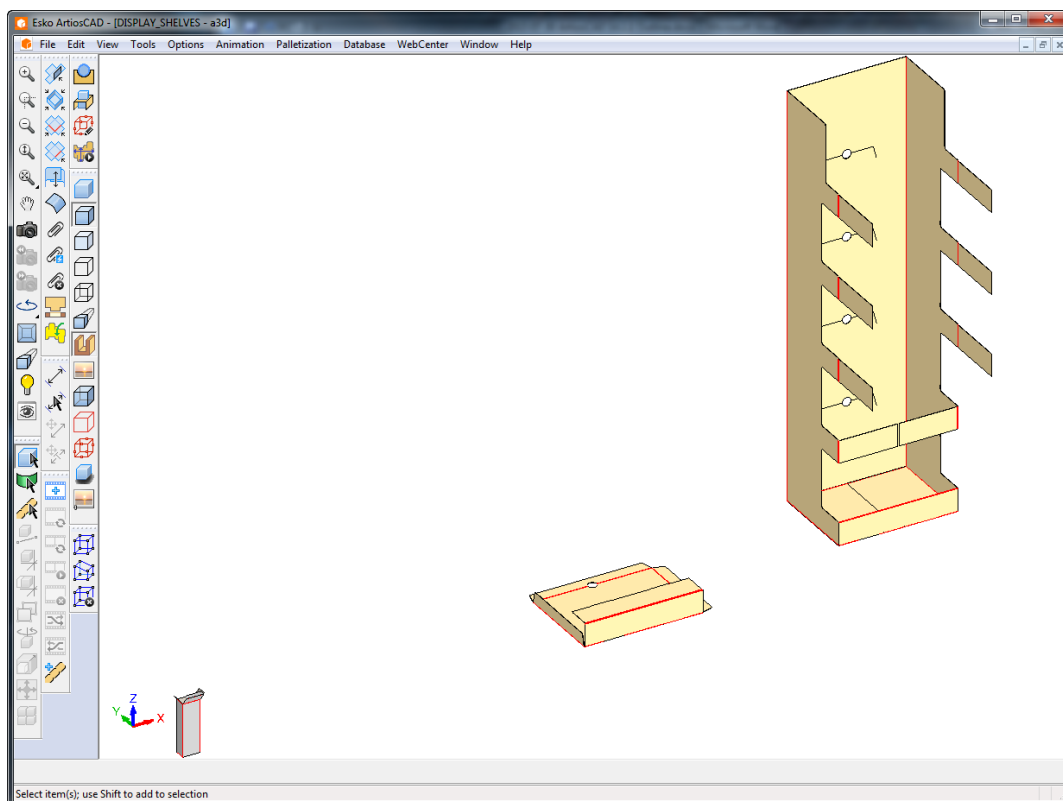 Esko ArtiosCAD - [DISPLAY_SHELVES - a3d]
File Edit View Tools Options Animation Palletization Database WebCenter Window Help
Z
Y
X
Select item(s); use Shift to add to selection